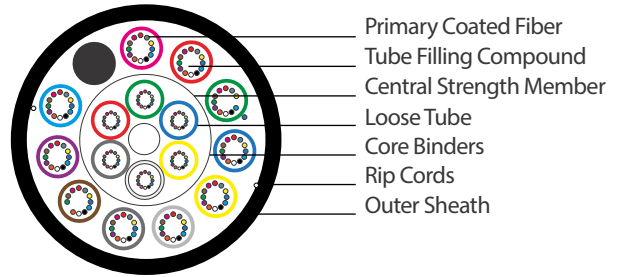 Primary Coated Fiber
Tube Filling Compound
Central Strength Member
Loose Tube
Core Binders
Rip Cords
Outer Sheath